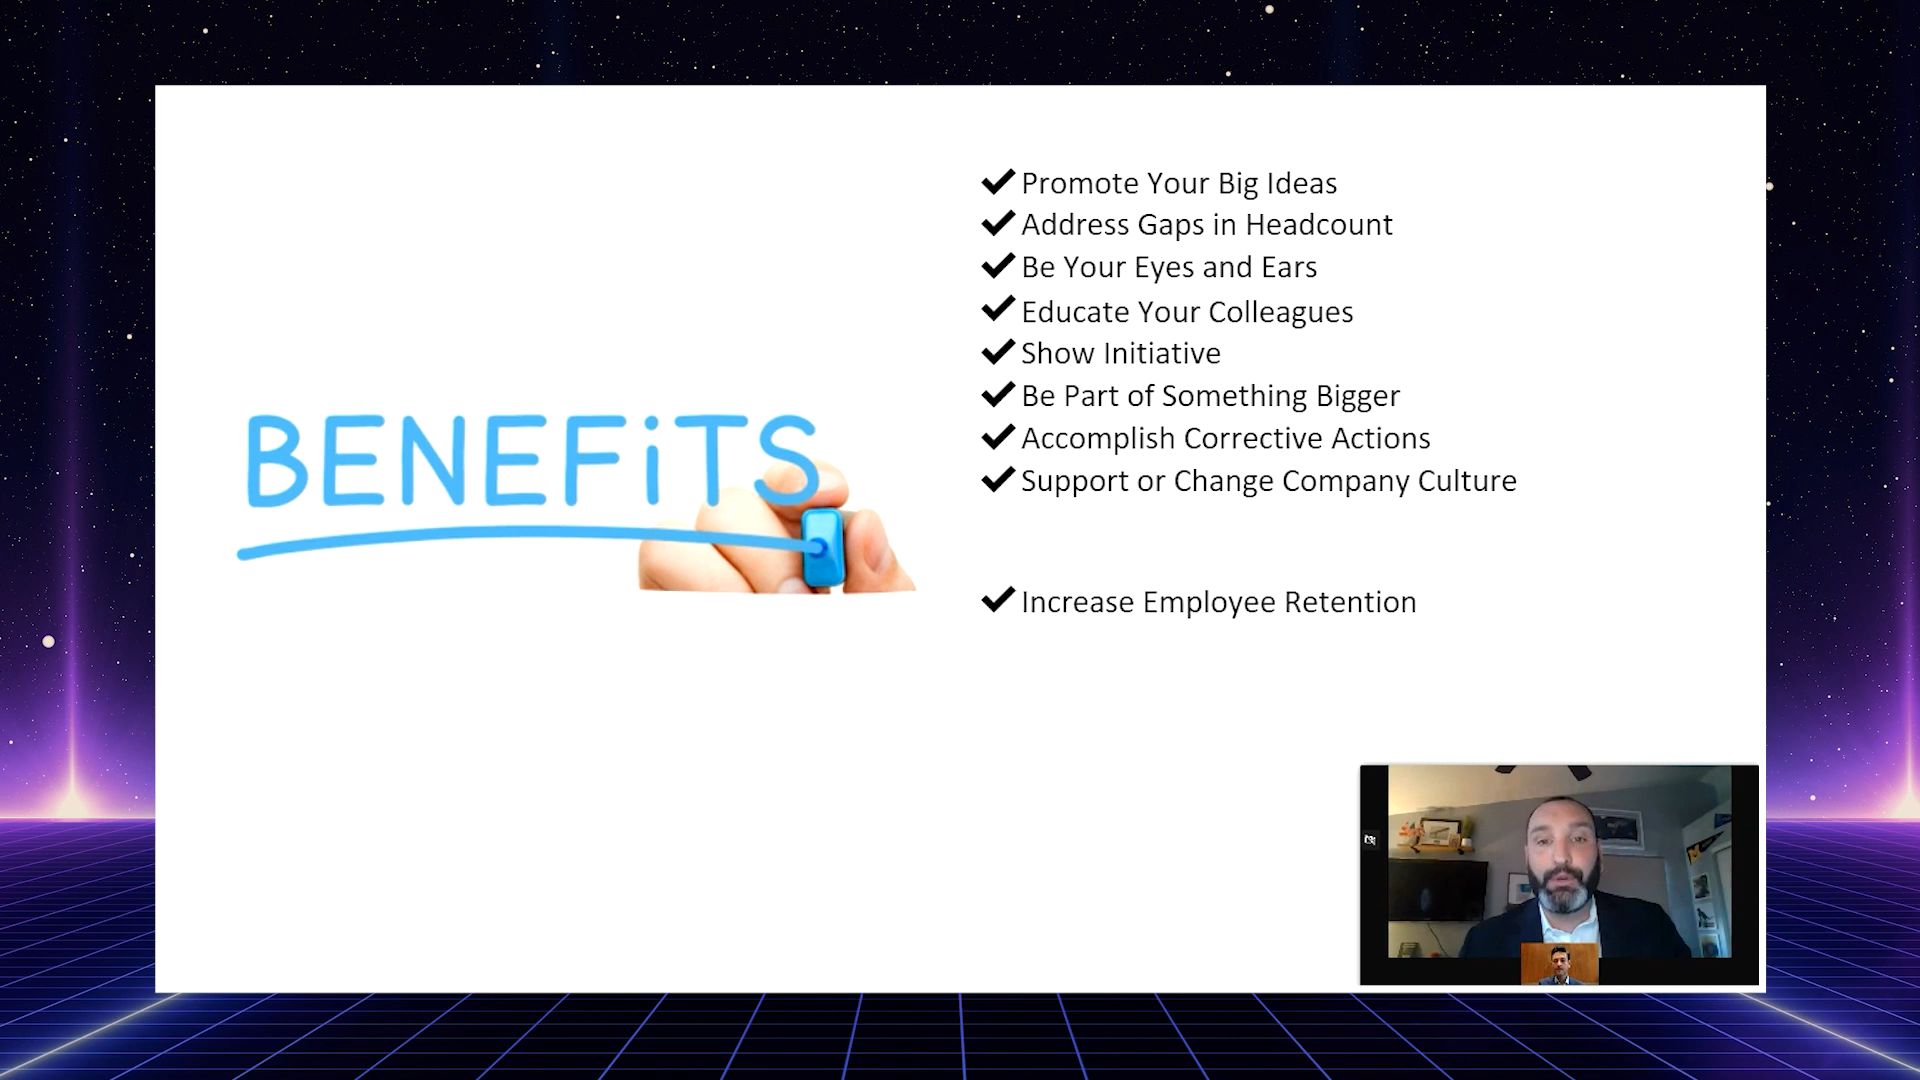 BENEFiTS
Promote Your Big Ideas
Address Gaps in Headcount
Be Your Eyes and Ears
Educate Your Colleagues
Show Initiative
Be Part of Something Bigger
Accomplish Corrective Actions
Support or Change Company Culture
Increase Employee Retention